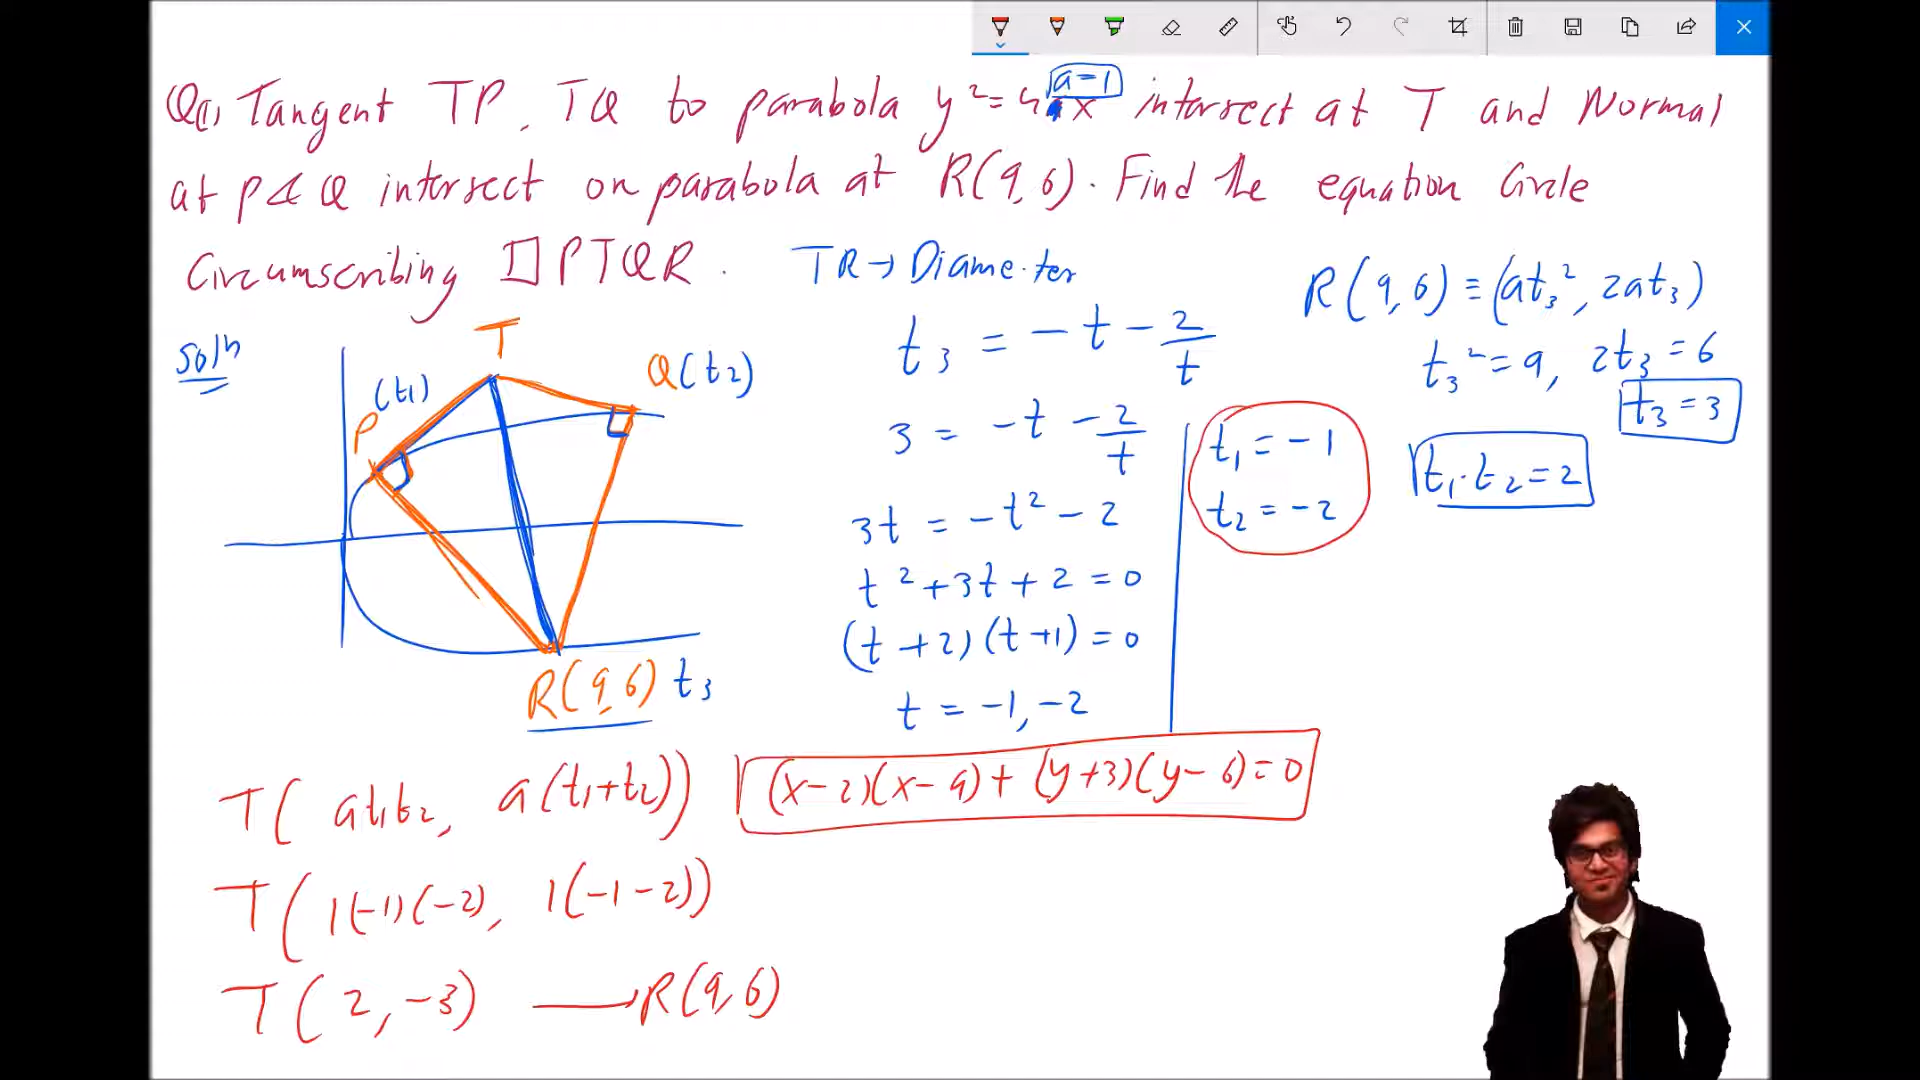 Q(1) Tangent TP, TQ to parabola y²=4x intersect at T and Normal
a=1
at P & Q intersect on parabola at R(9,6). Find the equation Circle
Circumscribing □ PTQR.
TR→Diameter
R(9,6) ≡ (at₃², 2at₃)
t₃² = 9, 2t₃ = 6
t₃ = 3
t₁·t₂ = 2
Soln
T
P
(t₁)
Q(t₂)
R(9,6) t₃
t₃ = -t - 2/t
3 = -t - 2/t
3t = -t² - 2
t² + 3t + 2 = 0
(t+2)(t+1) = 0
t = -1, -2
t₁ = -1
t₂ = -2
T( at₁t₂, a(t₁+t₂))
(x-2)(x-9) + (y+3)(y-6) = 0
T( 1(-1)(-2), 1(-1-2))
T( 2, -3) → R(9,6)